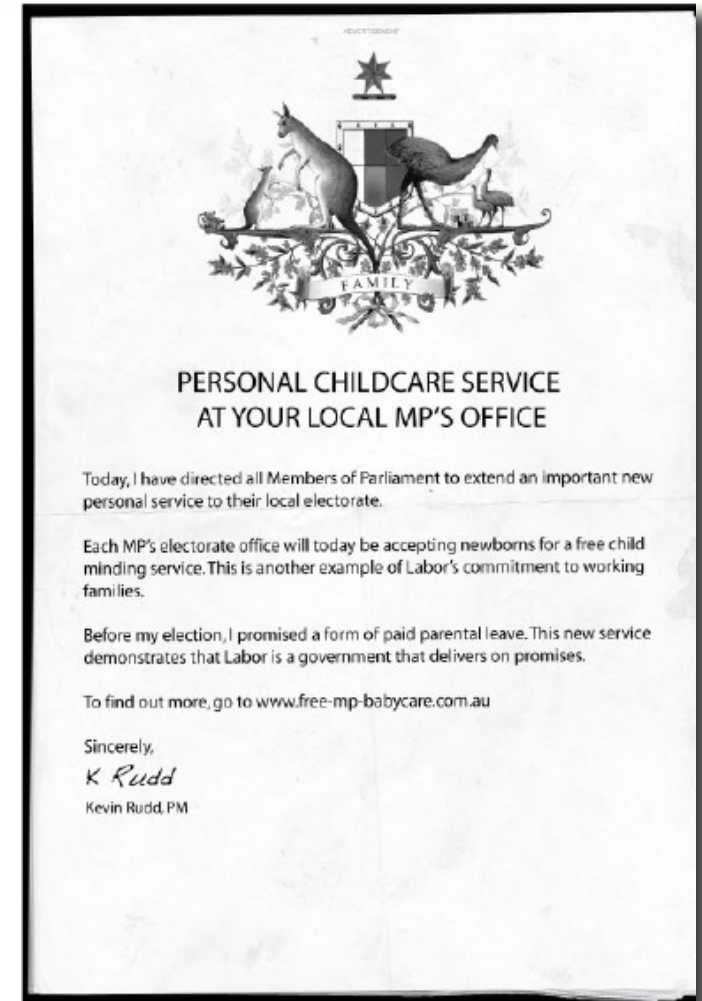 ADVERTISEMENT
FAMILY
PERSONAL CHILDCARE SERVICE
AT YOUR LOCAL MP'S OFFICE
Today, I have directed all Members of Parliament to extend an important new
personal service to their local electorate.
Each MP's electorate office will today be accepting newborns for a free child
minding service. This is another example of Labor's commitment to working
families.
Before my election, I promised a form of paid parental leave. This new service
demonstrates that Labor is a government that delivers on promises.
To find out more, go to www.free-mp-babycare.com.au
Sincerely,
K Rudd
Kevin Rudd, PM